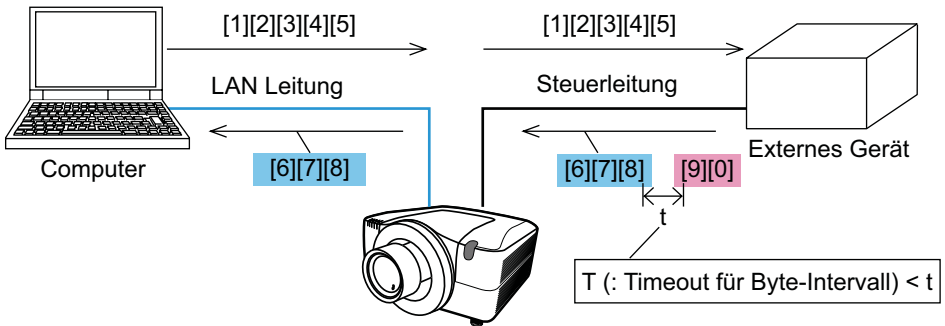 [1][2][3][4][5]
[1][2][3][4][5]
LAN Leitung
Steuerleitung
Computer
[6][7][8]
[6][7][8]
[9][0]
Externes Gerät
t
T (: Timeout für Byte-Intervall) < t